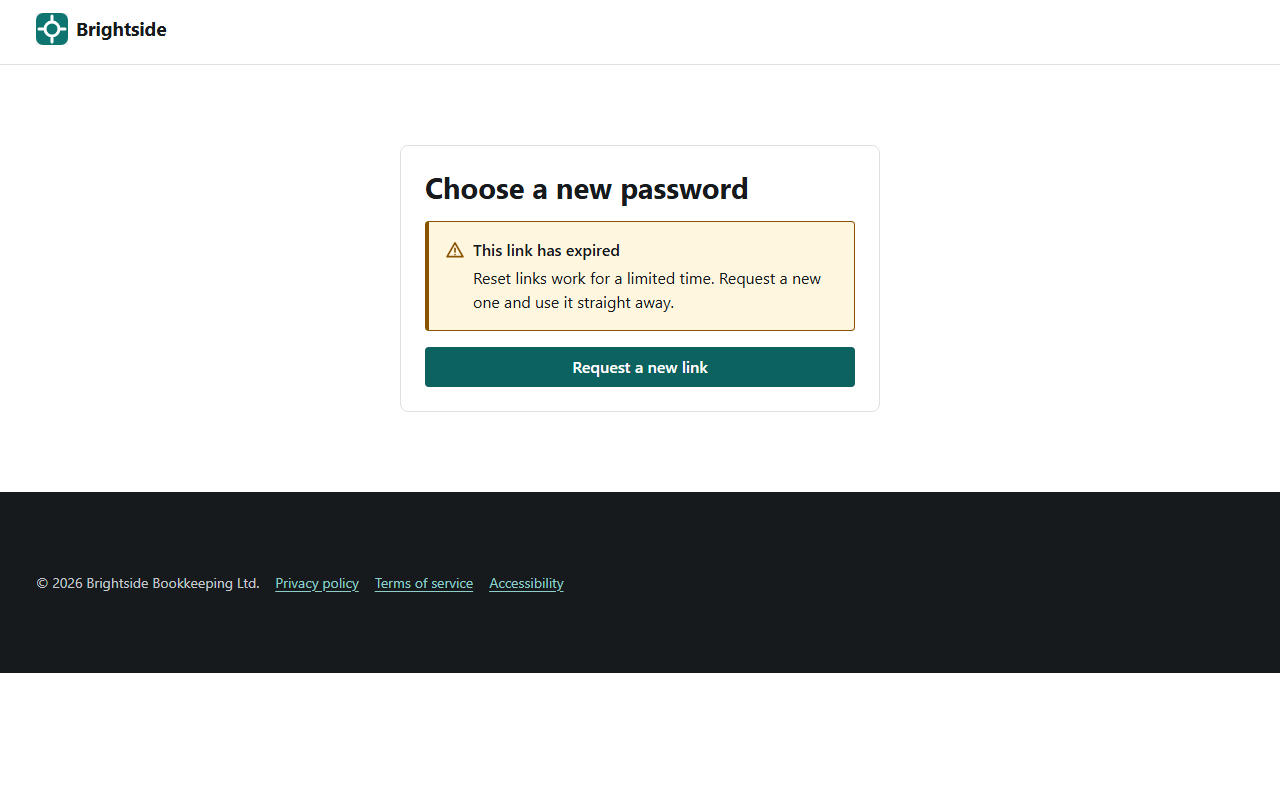 Brightside
Choose a new password
This link has expired
Reset links work for a limited time. Request a new
one and use it straight away.
Request a new link
© 2026 Brightside Bookkeeping Ltd. Privacy policy Terms of service Accessibility